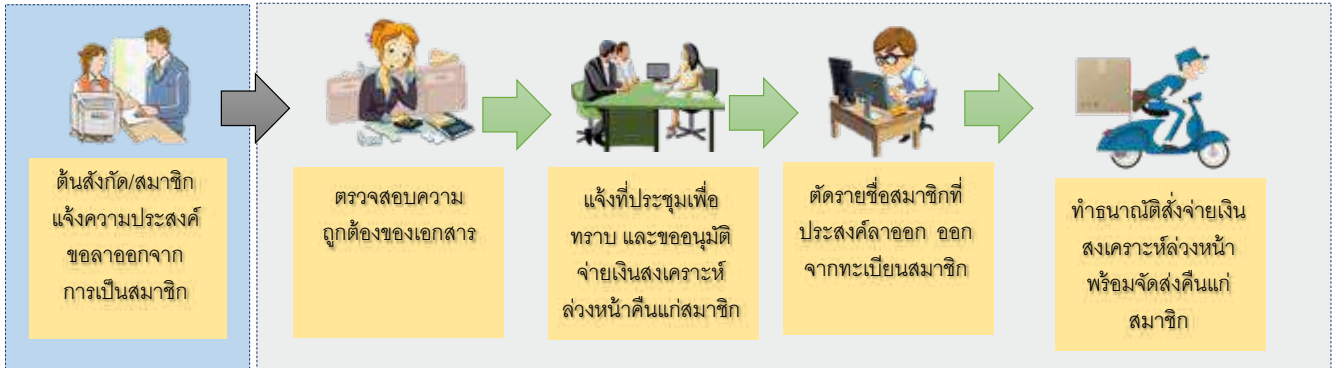 ต้นสังกัด/สมาชิก
แจ้งความประสงค์
ขอลาออกจาก
การเป็นสมาชิก
ตรวจสอบความ
ถูกต้องของเอกสาร
แจ้งที่ประชุมเพื่อ
ทราบ และขออนุมัติ
จ่ายเงินสงเคราะห์
ล่วงหน้าคืนแก่สมาชิก
ตัดรายชื่อสมาชิกที่
ประสงค์ลาออก ออก
จากทะเบียนสมาชิก
ทำธนาณัติสั่งจ่ายเงิน
สงเคราะห์ล่วงหน้า
พร้อมจัดส่งคืนแก่
สมาชิก